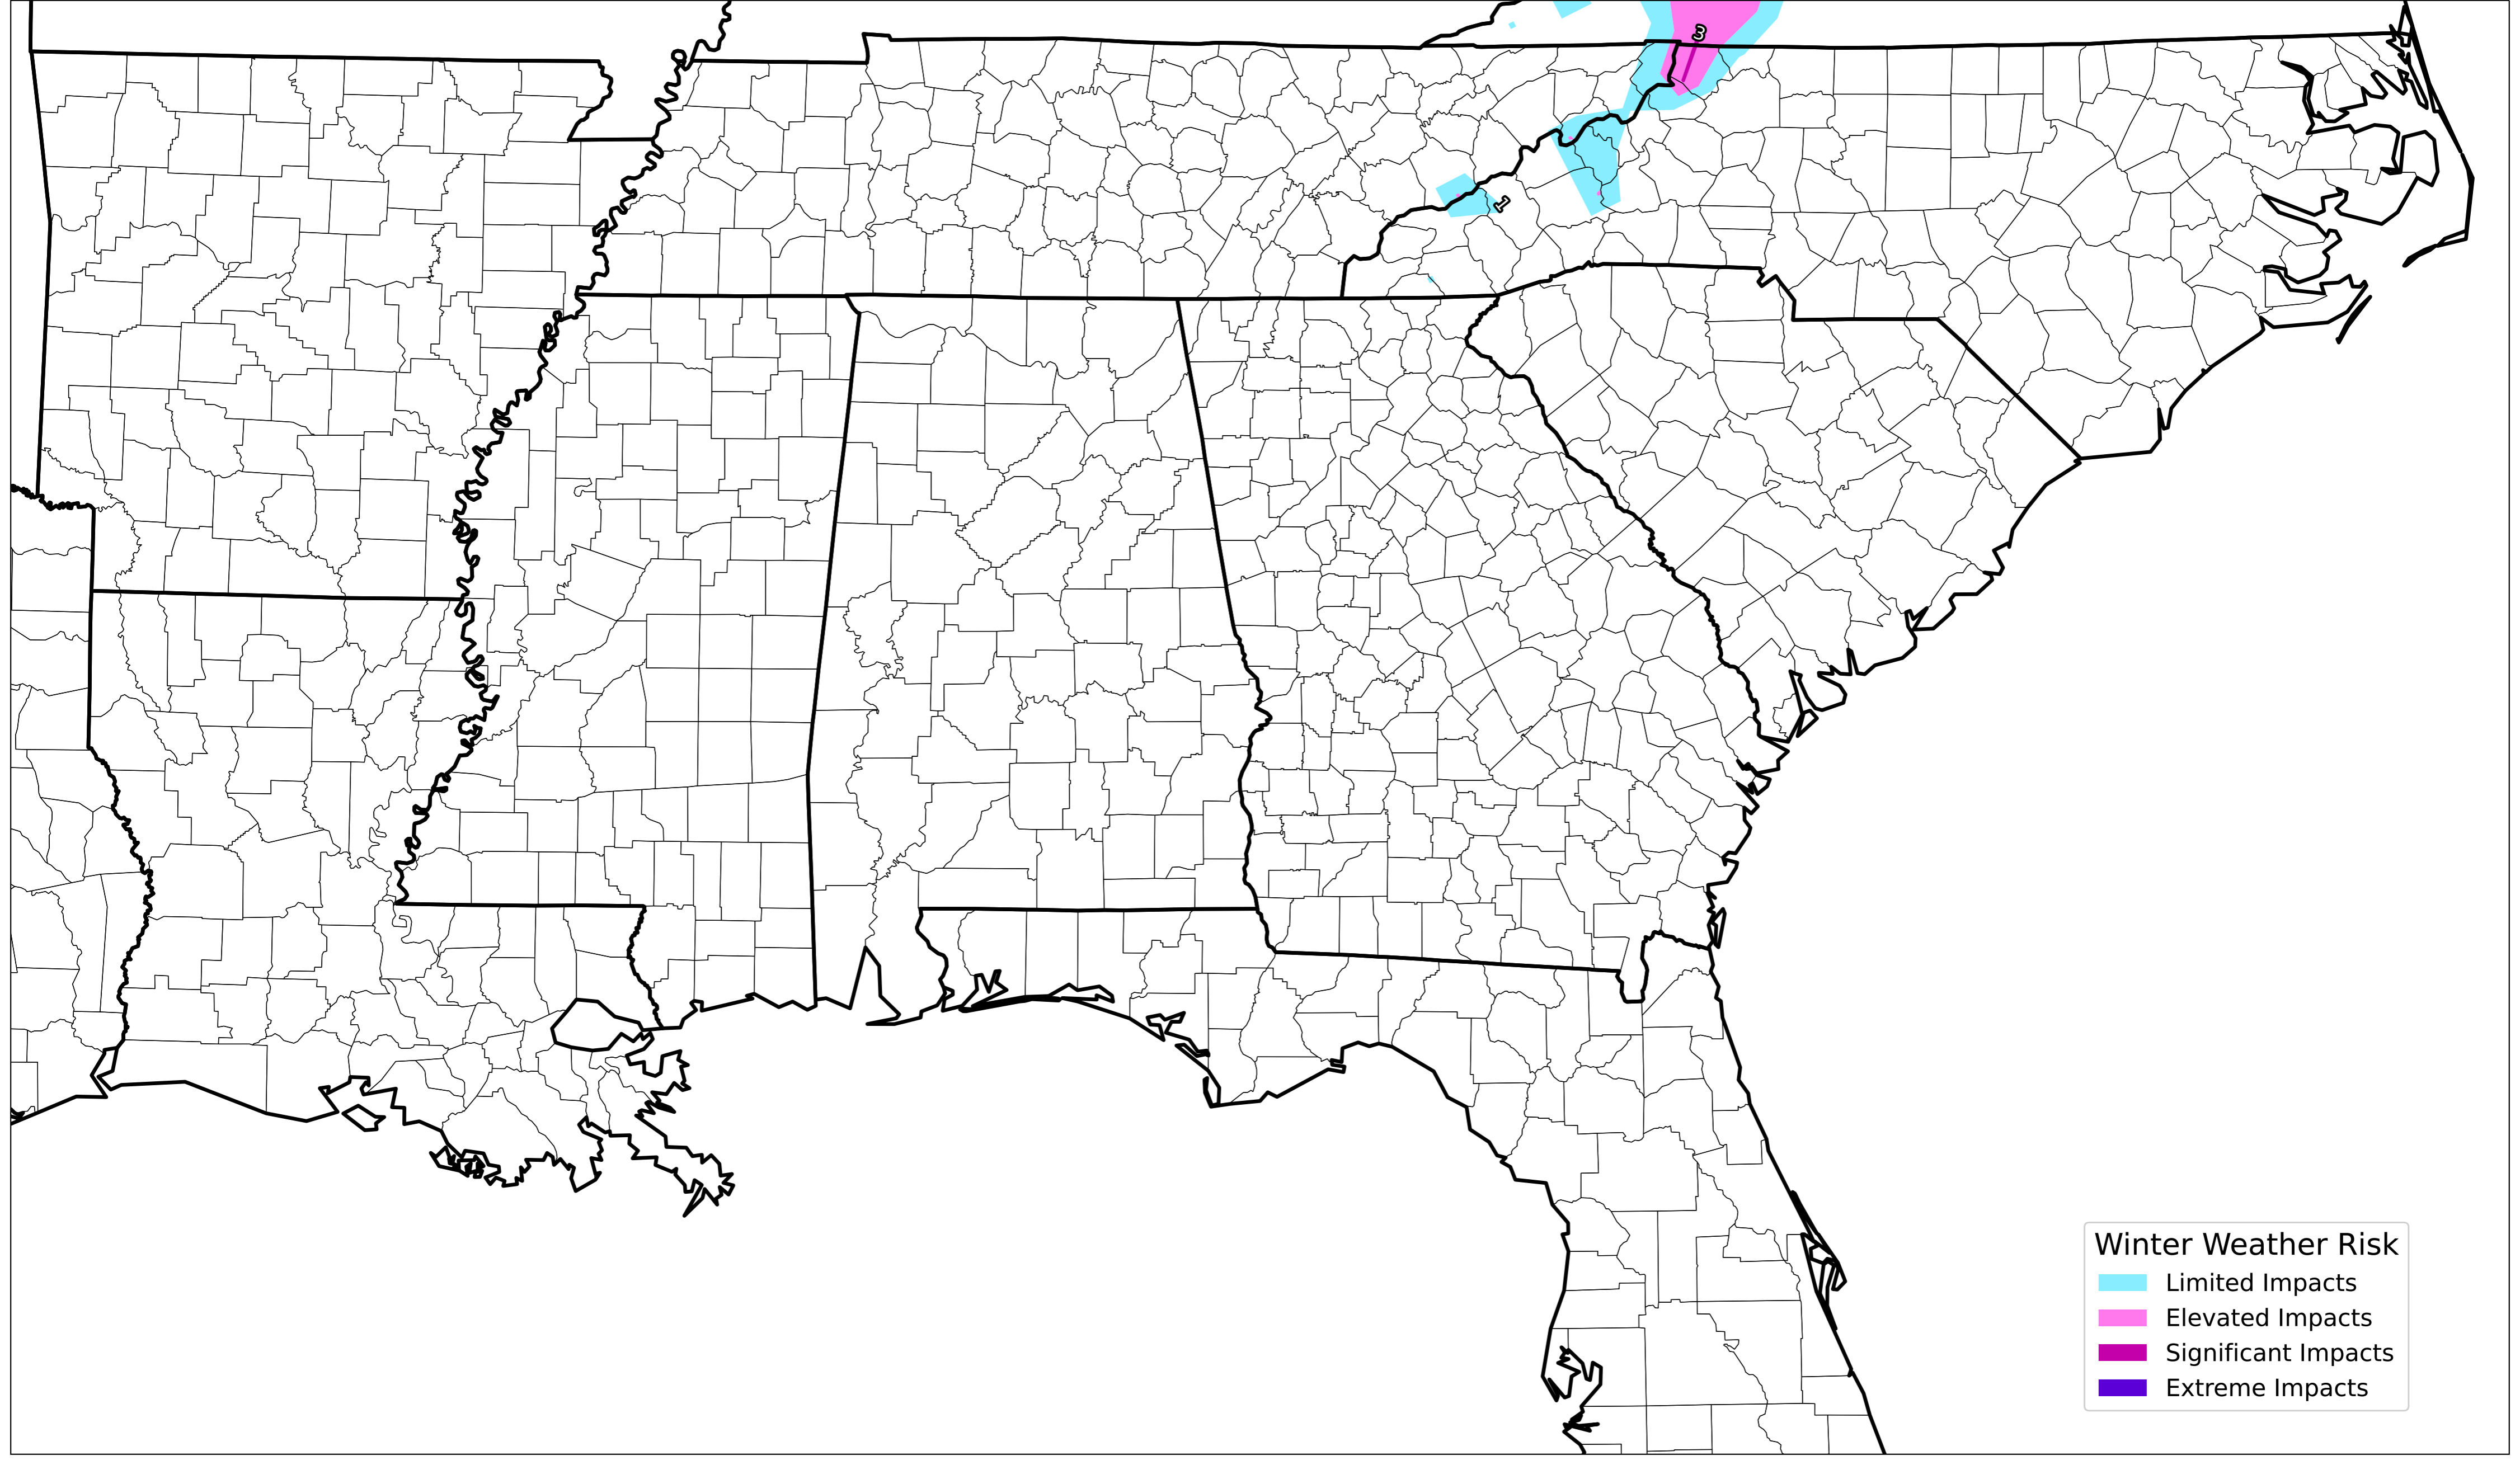 3
1
Winter Weather Risk
Limited Impacts
Elevated Impacts
Significant Impacts
Extreme Impacts